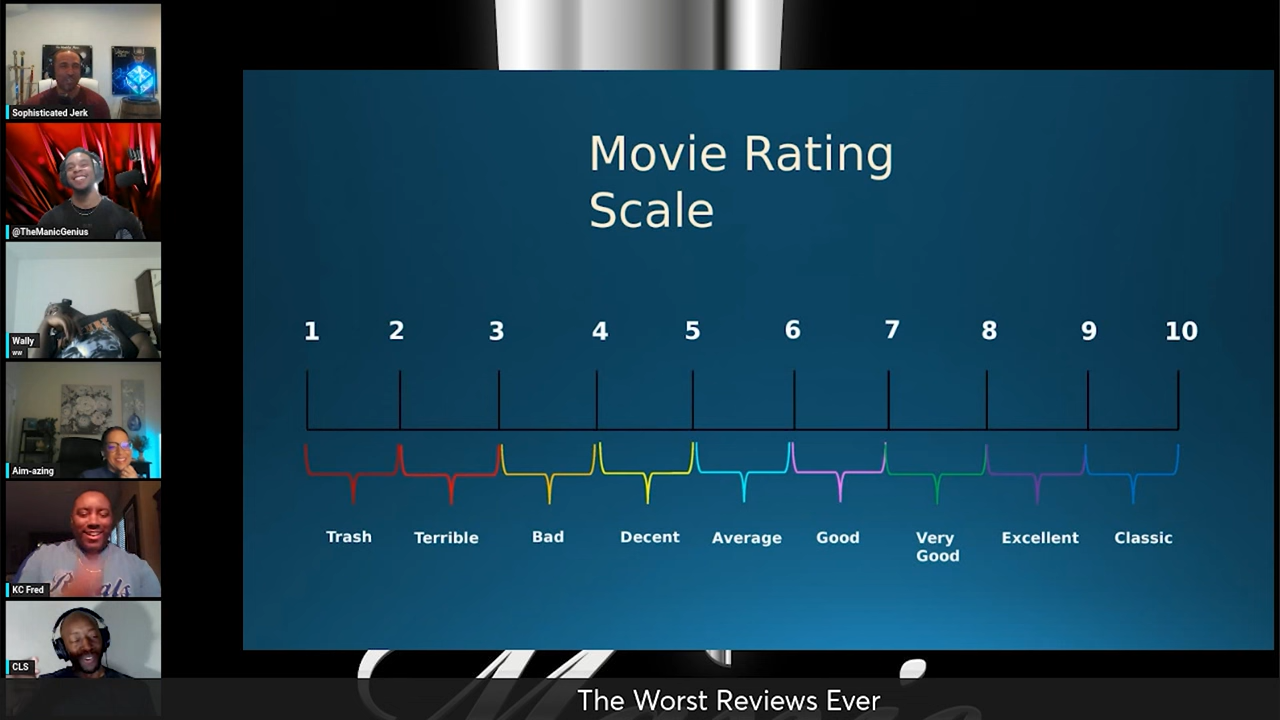 Sophisticated Jerk
@TheManicGenius
Wally
ww
Aim-azing
KC Fred
CLS
Movie Rating
Scale
1 2 3 4 5 6 7 8 9 10
Trash Terrible Bad Decent Average Good Very Good Excellent Classic
The Worst Reviews Ever